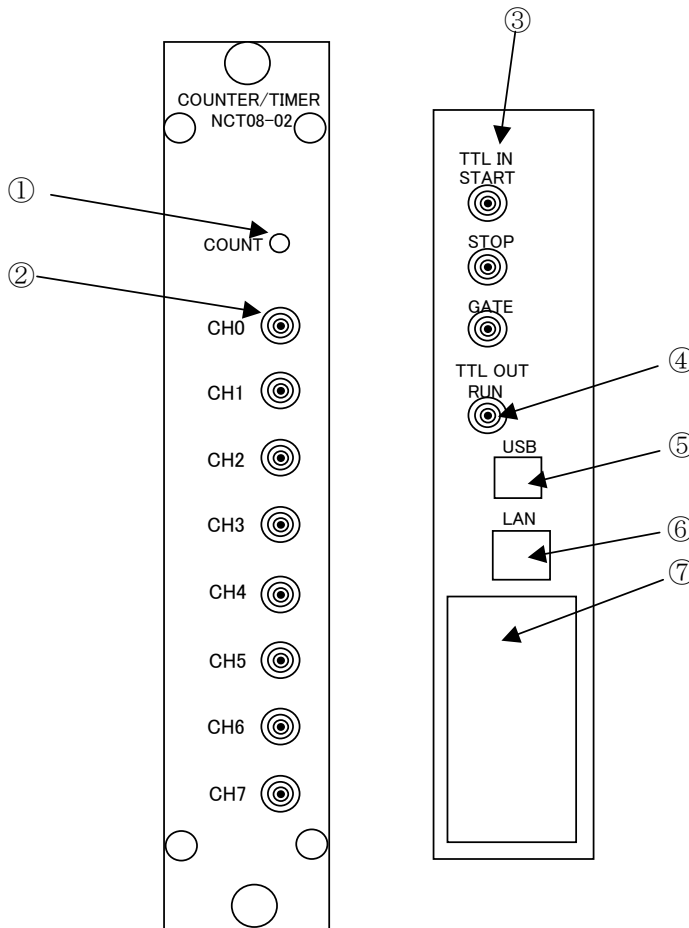 COUNTER/TIMER
NCT08-02
①
COUNT
②
CH0
CH1
CH2
CH3
CH4
CH5
CH6
CH7
③
TTL IN
START
STOP
GATE
TTL OUT
RUN
④
USB
⑤
LAN
⑥
⑦